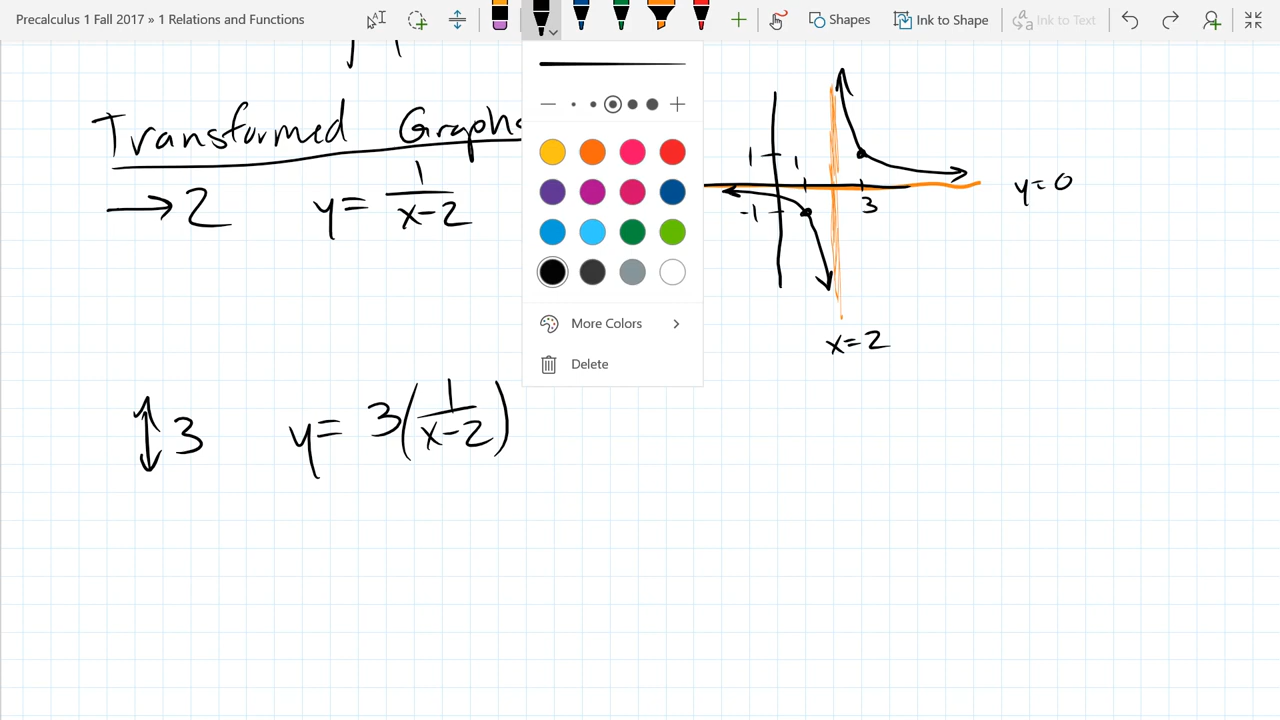 Precalculus 1 Fall 2017 » 1 Relations and Functions
Shapes
Ink to Shape
Ink to Text
Transformed Graphs
→ 2
y = 1/(x-2)
1
1
-1
3
y=0
x=2
More Colors
Delete
↕ 3
y = 3(1/(x-2))